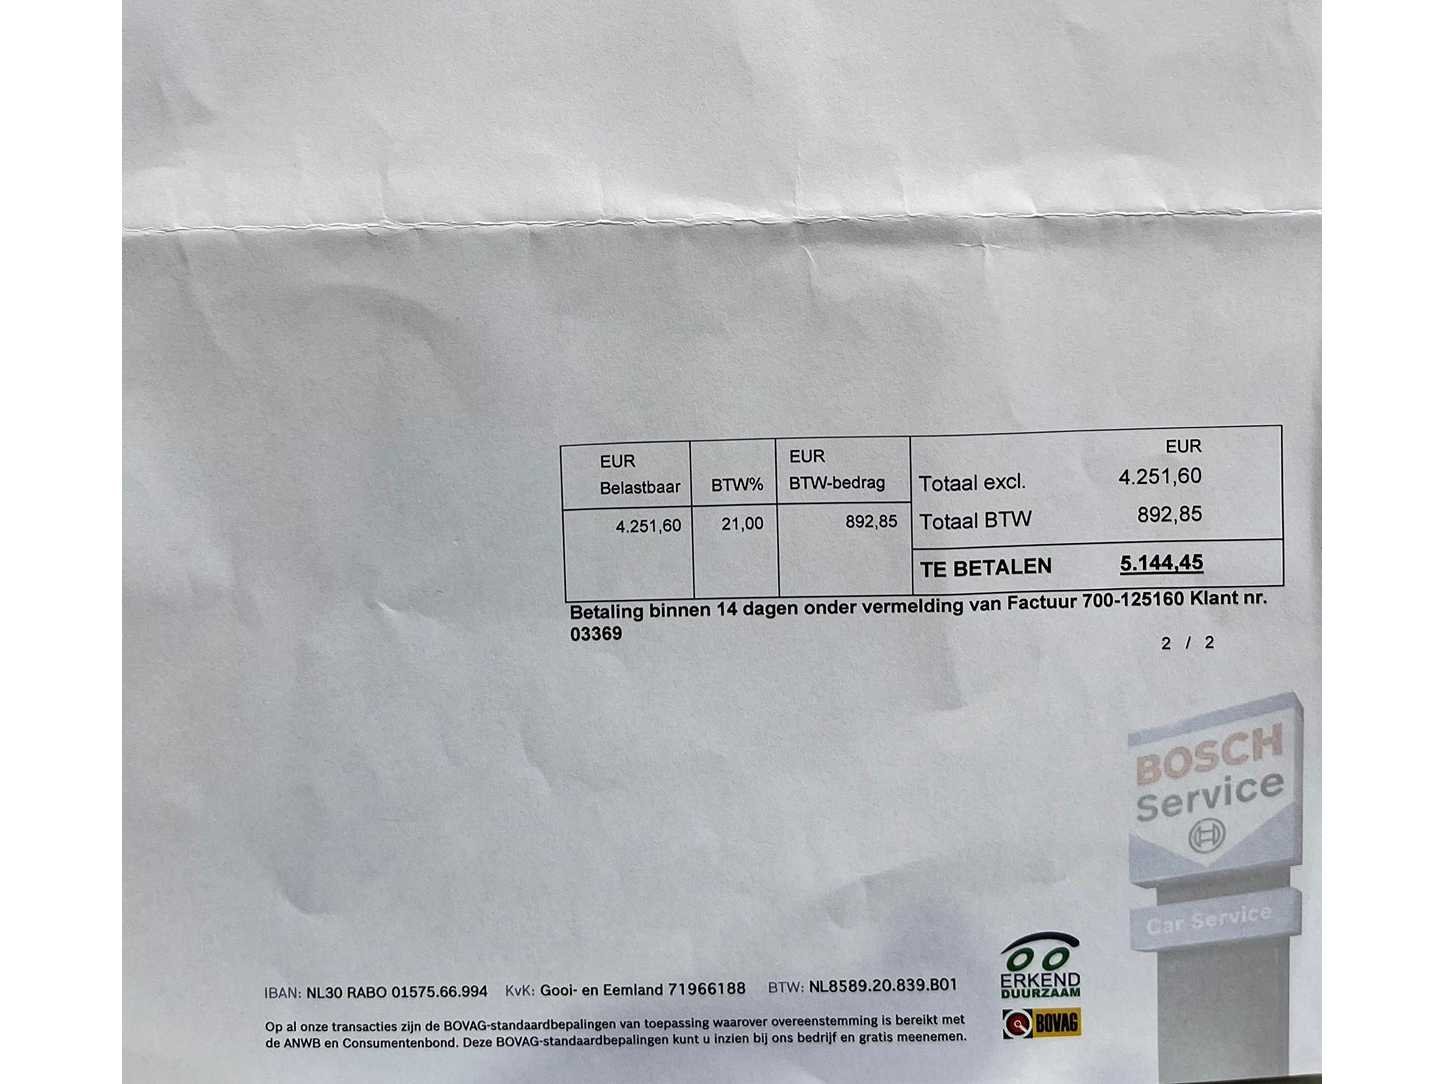 EUR EUR EUR
Belastbaar BTW% BTW-bedrag Totaal excl. 4.251,60
4.251,60 21,00 892,85 Totaal BTW 892,85
TE BETALEN 5.144,45
Betaling binnen 14 dagen onder vermelding van Factuur 700-125160 Klant nr.
03369
2 / 2
BOSCH
Service
Car Service
ERKEND
DUURZAAM
BOVAG
IBAN: NL30 RABO 01575.66.994 KvK: Gooi- en Eemland 71966188 BTW: NL8589.20.839.B01
Op al onze transacties zijn de BOVAG-standaardbepalingen van toepassing waarover overeenstemming is bereikt met
de ANWB en Consumentenbond. Deze BOVAG-standaardbepalingen kunt u inzien bij ons bedrijf en gratis meenemen.